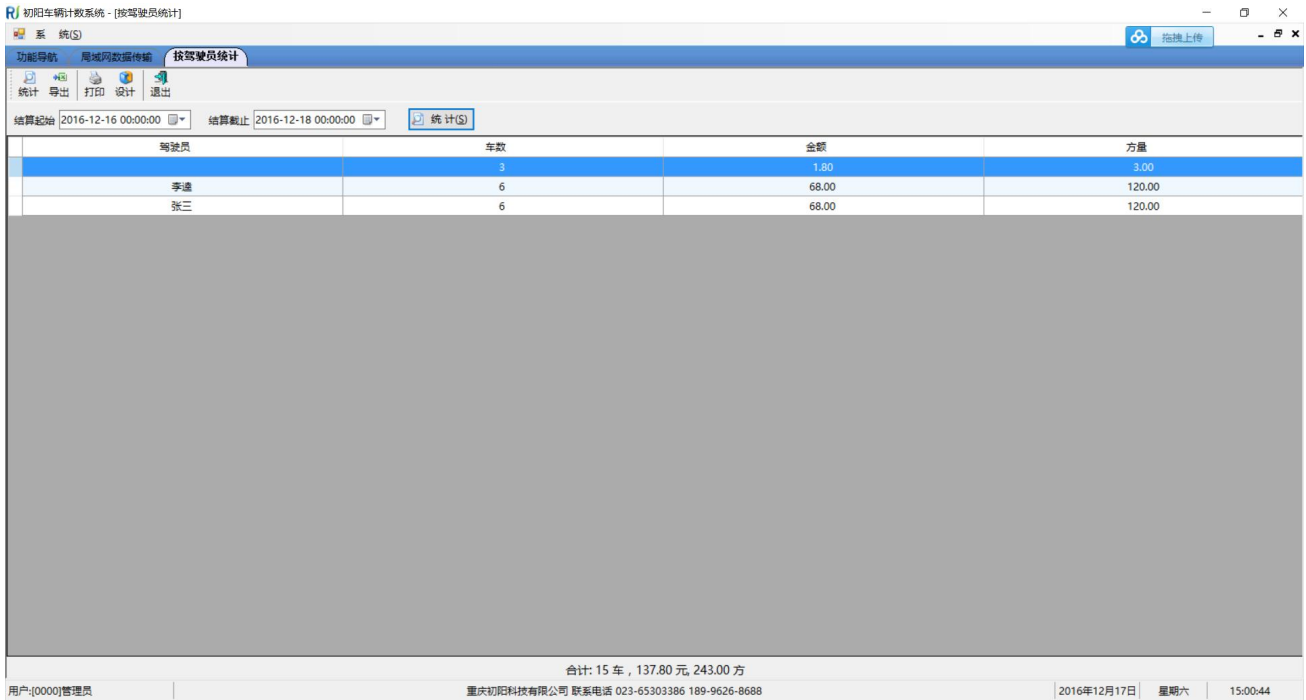 初阳车辆计数系统 - [按驾驶员统计]
系 统(S)
拖拽上传
功能导航 局域网数据传输 按驾驶员统计
统计 导出 打印 设计 退出
结算起始 2016-12-16 00:00:00 结算截止 2016-12-18 00:00:00 统 计(S)
驾驶员 车数 金额 方量
3 1.80 3.00
李逵 6 68.00 120.00
张三 6 68.00 120.00
合计: 15 车 , 137.80 元, 243.00 方
用户:[0000]管理员 重庆初阳科技有限公司 联系电话 023-65303386 189-9626-8688 2016年12月17日 星期六 15:00:44